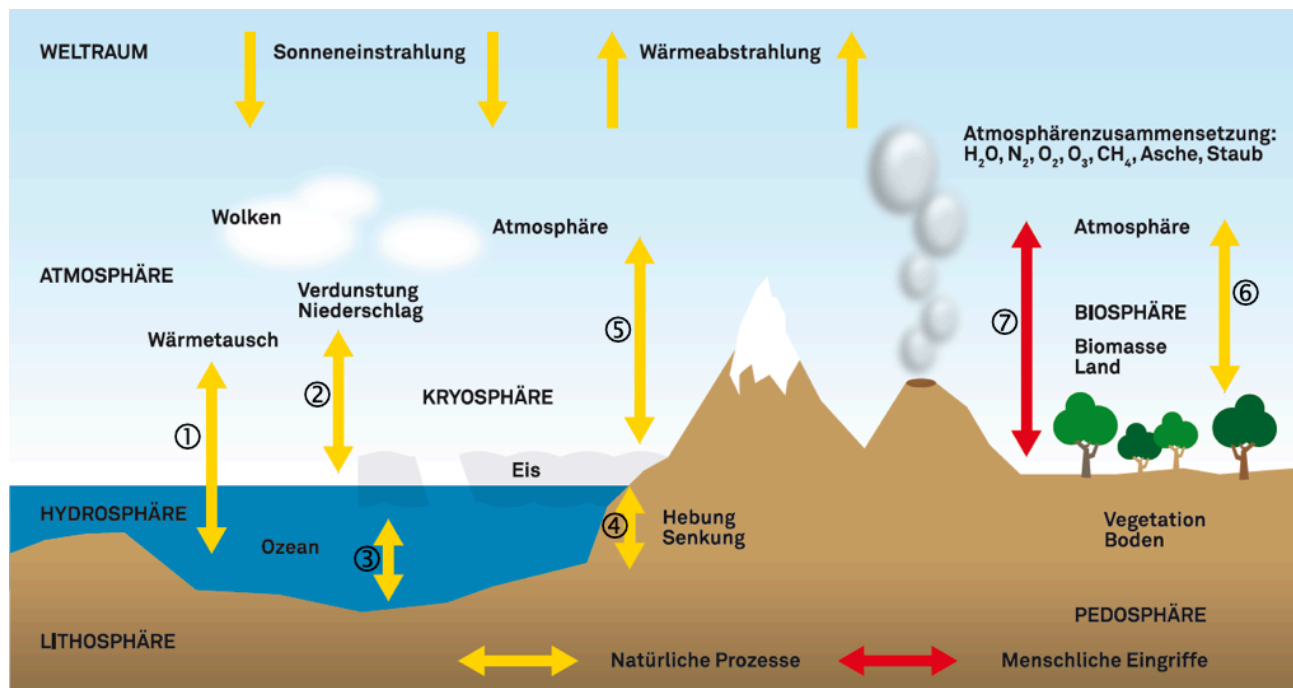 WELTRAUM
Sonneneinstrahlung
Wärmeabstrahlung
Atmosphärenzusammensetzung:
H₂O, N₂, O₂, O₃, CH₄, Asche, Staub
Wolken
Atmosphäre
Atmosphäre
ATMOSPHÄRE
Verdunstung
Niederschlag
⑥
BIOSPHÄRE
⑤
⑦
Wärmetausch
Biomasse
Land
②
KRYOSPHÄRE
①
Eis
HYDROSPHÄRE
④
Hebung
Senkung
Vegetation
Boden
Ozean
③
PEDOSPHÄRE
LITHOSPHÄRE
Natürliche Prozesse
Menschliche Eingriffe